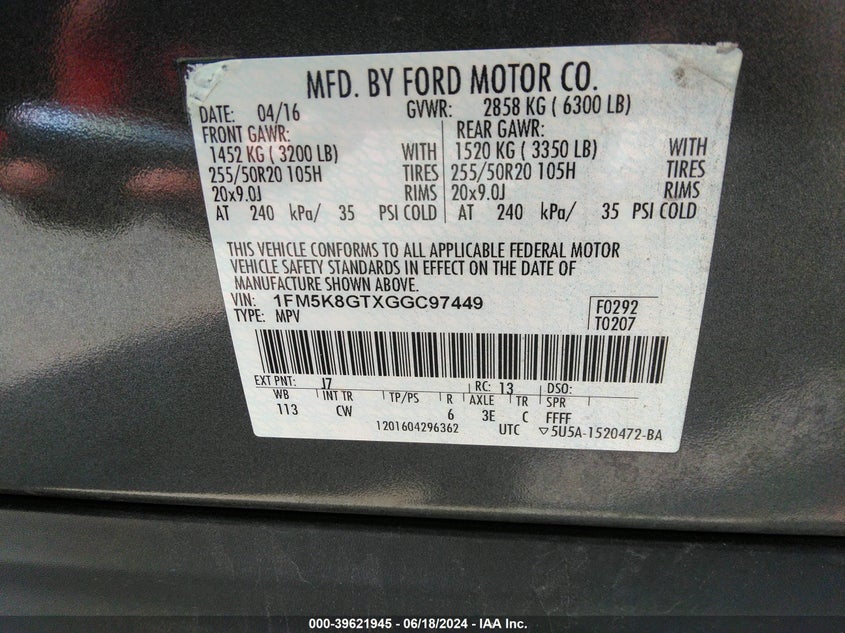 MFD. BY FORD MOTOR CO.
DATE: 04/16 GVWR: 2858 KG ( 6300 LB)
FRONT GAWR: REAR GAWR:
1452 KG ( 3200 LB) WITH 1520 KG ( 3350 LB) WITH
255/50R20 105H TIRES 255/50R20 105H TIRES
20x9.0J RIMS 20x9.0J RIMS
AT 240 kPa/ 35 PSI COLD AT 240 kPa/ 35 PSI COLD
THIS VEHICLE CONFORMS TO ALL APPLICABLE FEDERAL MOTOR
VEHICLE SAFETY STANDARDS IN EFFECT ON THE DATE OF
MANUFACTURE SHOWN ABOVE.
VIN: 1FM5K8GTXGGC97449 F0292
TYPE: MPV T0207
EXT PNT: J7 RC: 13 DSO:
WB INT TR TP/PS R AXLE TR SPR
113 CW 6 3E C FFFF
1201604296362 UTC ▽5U5A-1520472-BA
000-39621945 - 06/18/2024 - IAA Inc.